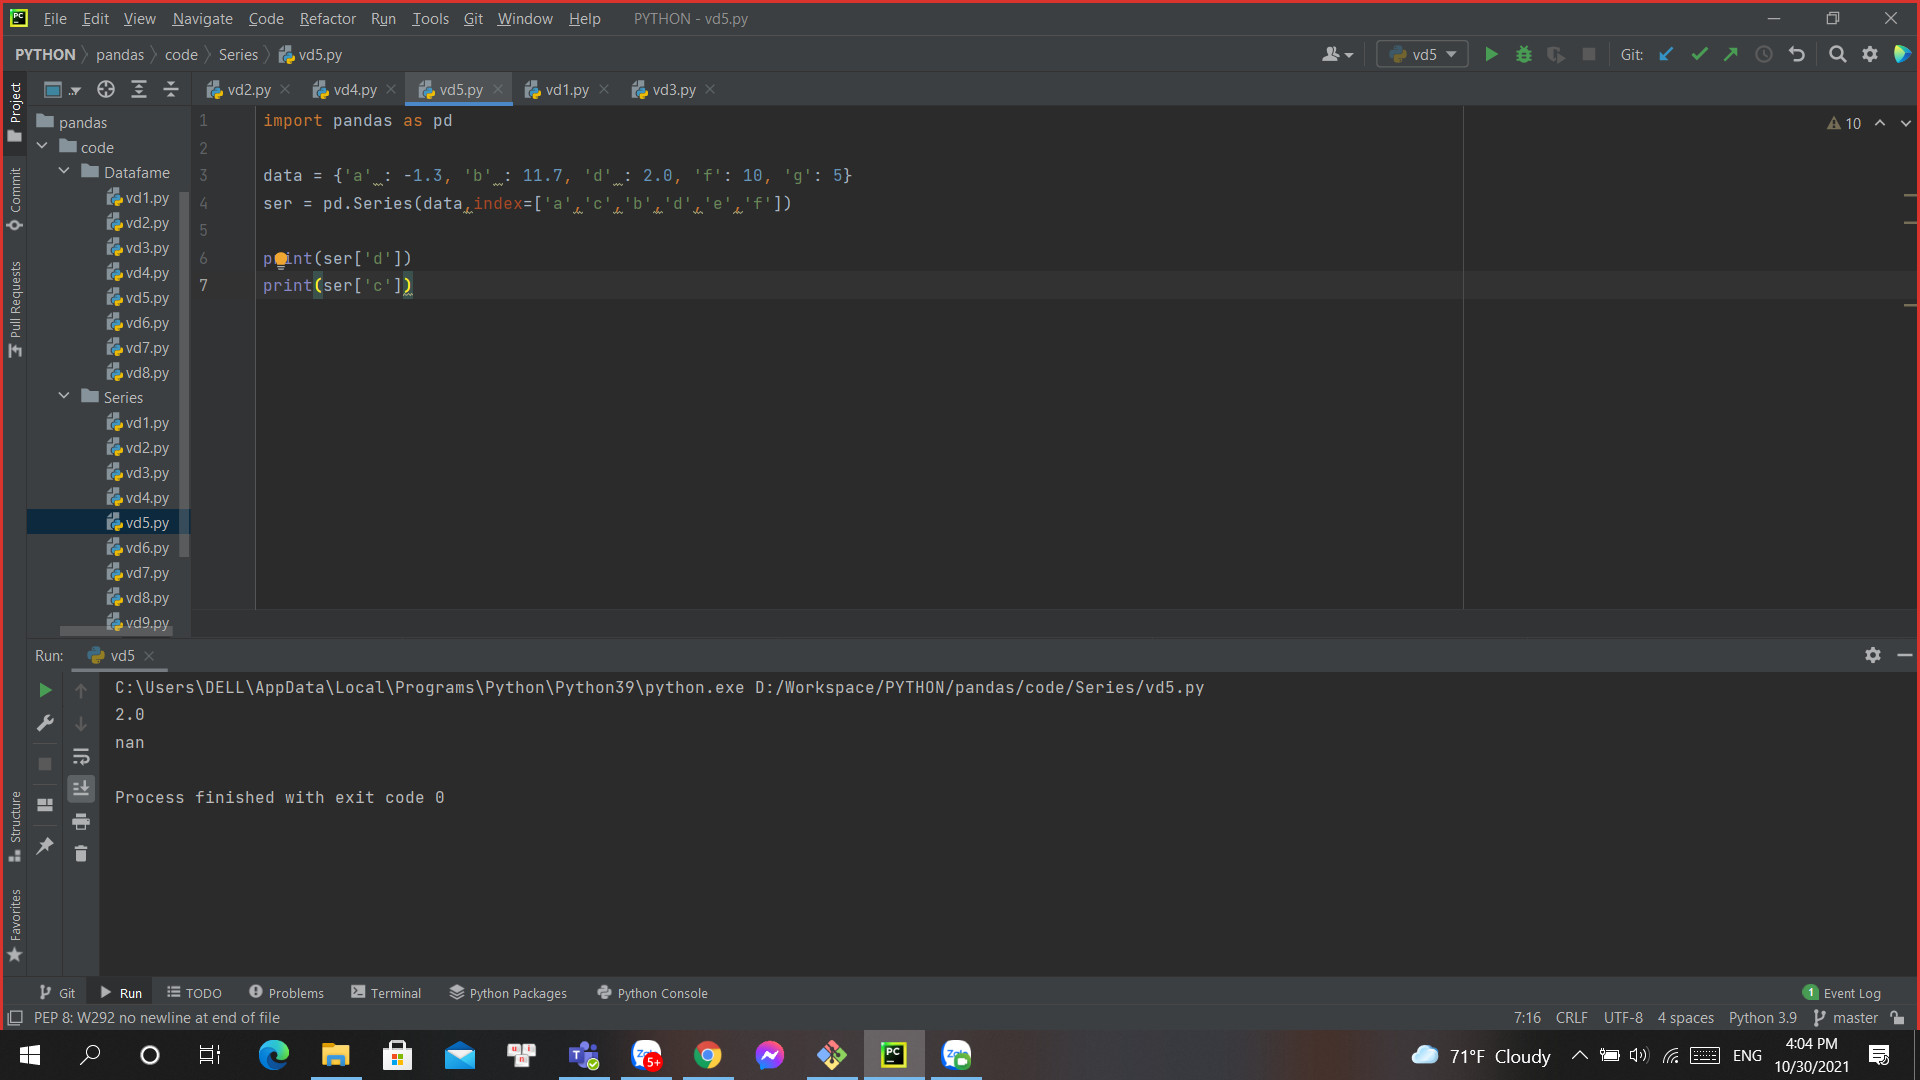 File Edit View Navigate Code Refactor Run Tools Git Window Help PYTHON - vd5.py
PYTHON pandas code Series vd5.py vd5 Git:
vd2.py vd4.py vd5.py vd1.py vd3.py
Project
Commit
Pull Requests
Structure
Favorites
pandas
code
Datafame
vd1.py
vd2.py
vd3.py
vd4.py
vd5.py
vd6.py
vd7.py
vd8.py
Series
vd1.py
vd2.py
vd3.py
vd4.py
vd5.py
vd6.py
vd7.py
vd8.py
vd9.py
10
1 import pandas as pd
2
3 data = {'a' : -1.3, 'b' : 11.7, 'd' : 2.0, 'f': 10, 'g': 5}
4 ser = pd.Series(data,index=['a','c','b','d','e','f'])
5
6 print(ser['d'])
7 print(ser['c'])
Run: vd5
C:\Users\DELL\AppData\Local\Programs\Python\Python39\python.exe D:/Workspace/PYTHON/pandas/code/Series/vd5.py
2.0
nan
Process finished with exit code 0
Git Run TODO Problems Terminal Python Packages Python Console 1 Event Log
PEP 8: W292 no newline at end of file 7:16 CRLF UTF-8 4 spaces Python 3.9 master
71°F Cloudy ENG 4:04 PM
10/30/2021